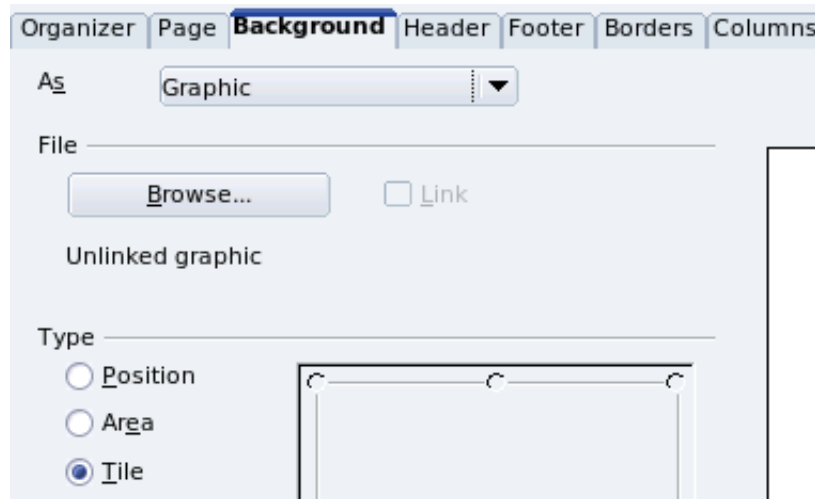 Organizer Page Background Header Footer Borders Columns
As Graphic
File
Browse... Link
Unlinked graphic
Type
Position
Area
Tile